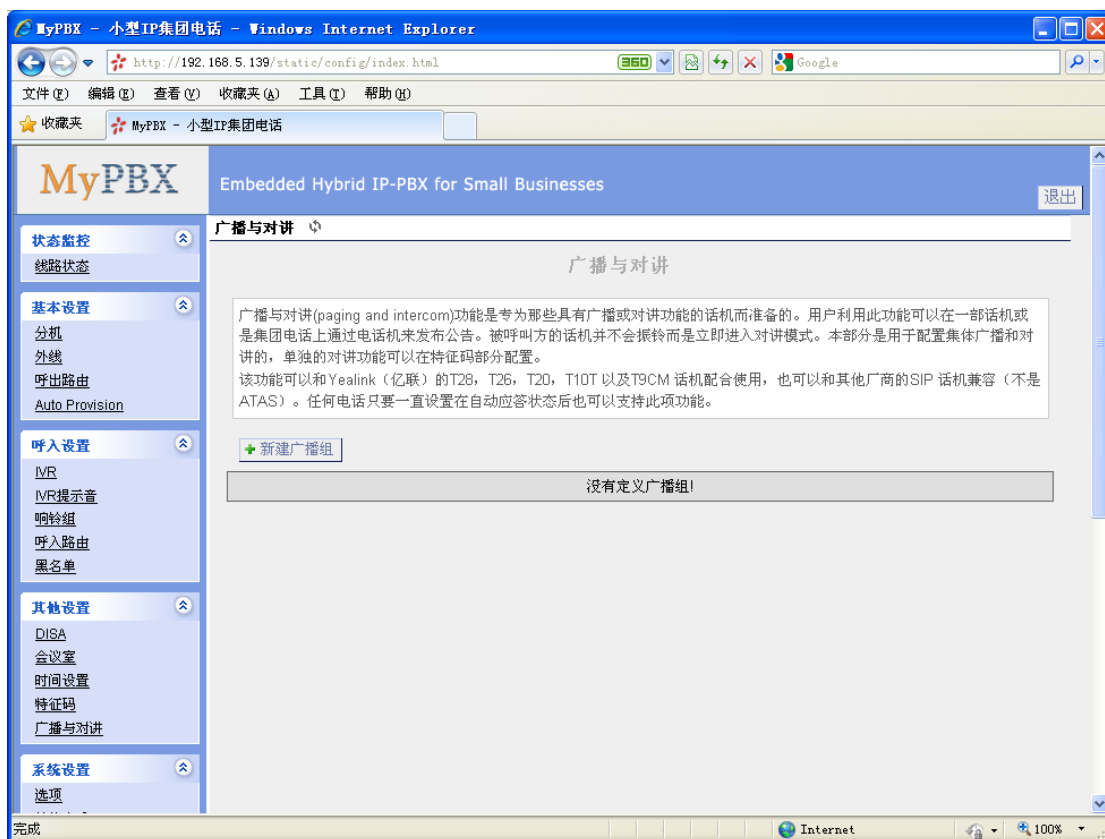 MyPBX - 小型IP集团电话 - Windows Internet Explorer
http://192.168.5.139/static/config/index.html
360
Google
文件(F) 编辑(E) 查看(V) 收藏夹(A) 工具(T) 帮助(H)
收藏夹 MyPBX - 小型IP集团电话
MyPBX
Embedded Hybrid IP-PBX for Small Businesses
退出
状态监控
线路状态
基本设置
分机
外线
呼出路由
Auto Provision
呼入设置
IVR
IVR提示音
响铃组
呼入路由
黑名单
其他设置
DISA
会议室
时间设置
特征码
广播与对讲
系统设置
选项
广播与对讲
广播与对讲
广播与对讲(paging and intercom)功能是专为那些具有广播或对讲功能的话机而准备的。用户利用此功能可以在一部话机或
是集团电话上通过电话机来发布公告。被呼叫方的话机并不会振铃而是立即进入对讲模式。本部分是用于配置集体广播和对
讲的，单独的对讲功能可以在特征码部分配置。
该功能可以和Yealink（亿联）的T28，T26，T20，T10T 以及T9CM 话机配合使用，也可以和其他厂商的SIP 话机兼容（不是
ATAS）。任何电话只要一直设置在自动应答状态后也可以支持此项功能。
新建广播组
没有定义广播组!
完成
Internet
100%